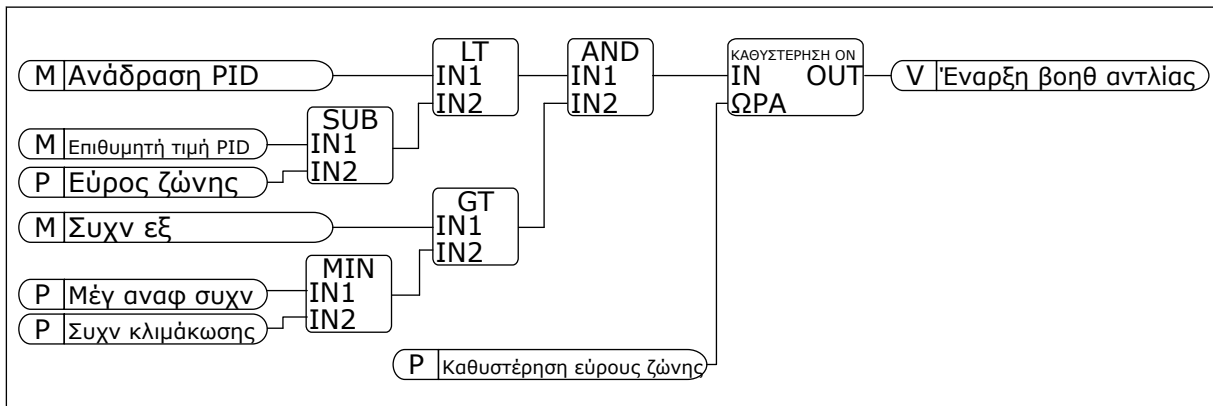 M Ανάδραση PID
M Επιθυμητή τιμή PID
P Εύρος ζώνης
M Συχν εξ
P Μέγ αναφ συχν
P Συχν κλιμάκωσης
SUB
IN1
IN2
MIN
IN1
IN2
LT
IN1
IN2
GT
IN1
IN2
AND
IN1
IN2
P Καθυστέρηση εύρους ζώνης
ΚΑΘΥΣΤΕΡΗΣΗ ON
IN OUT
ΩΡΑ
V Έναρξη βοηθ αντλίας